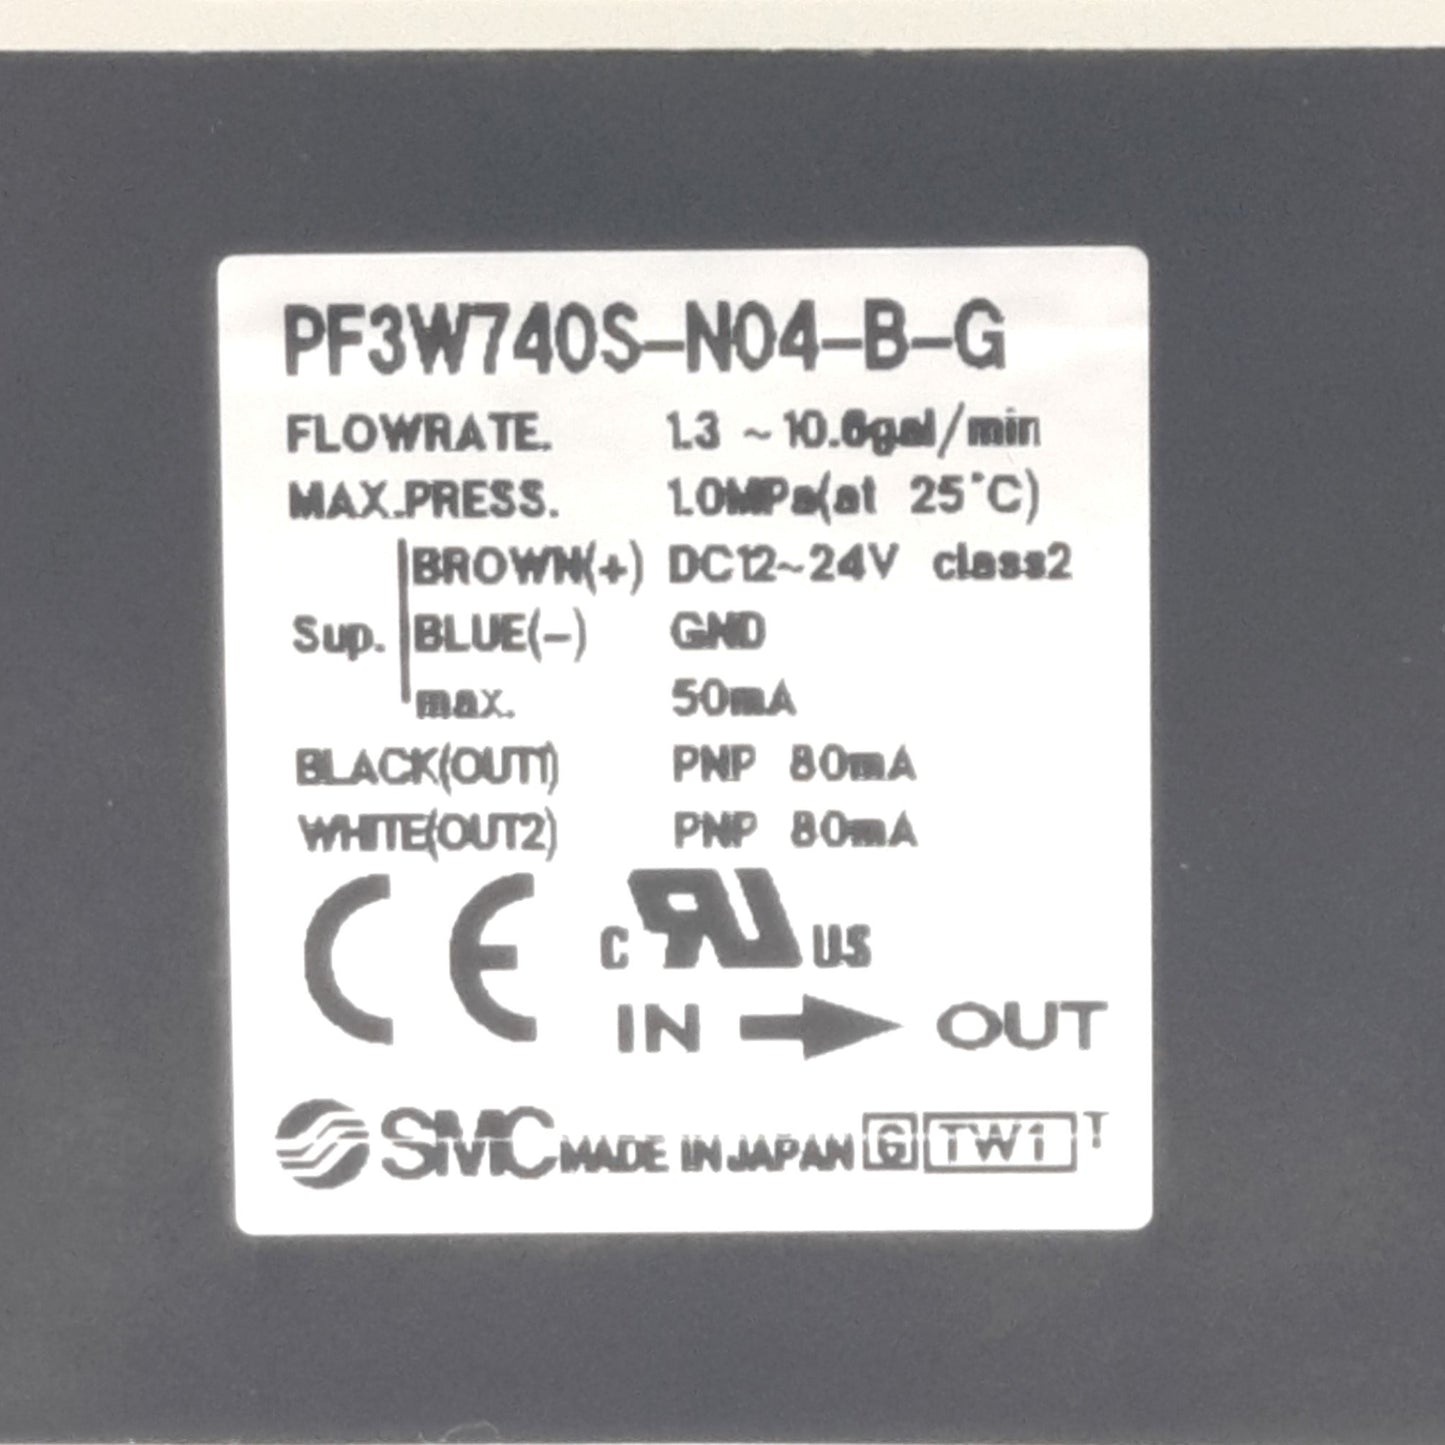 PF3W740S-N04-B-G
FLOWRATE. 1.3 ~10.6gal/min
MAX.PRESS. 1.0MPa(at 25°C)
BROWN(+) DC12~24V class2
Sup. BLUE(-) GND
max. 50mA
BLACK(OUT1) PNP 80mA
WHITE(OUT2) PNP 80mA
CE c RU US
IN OUT
SMC MADE IN JAPAN G TW1 T